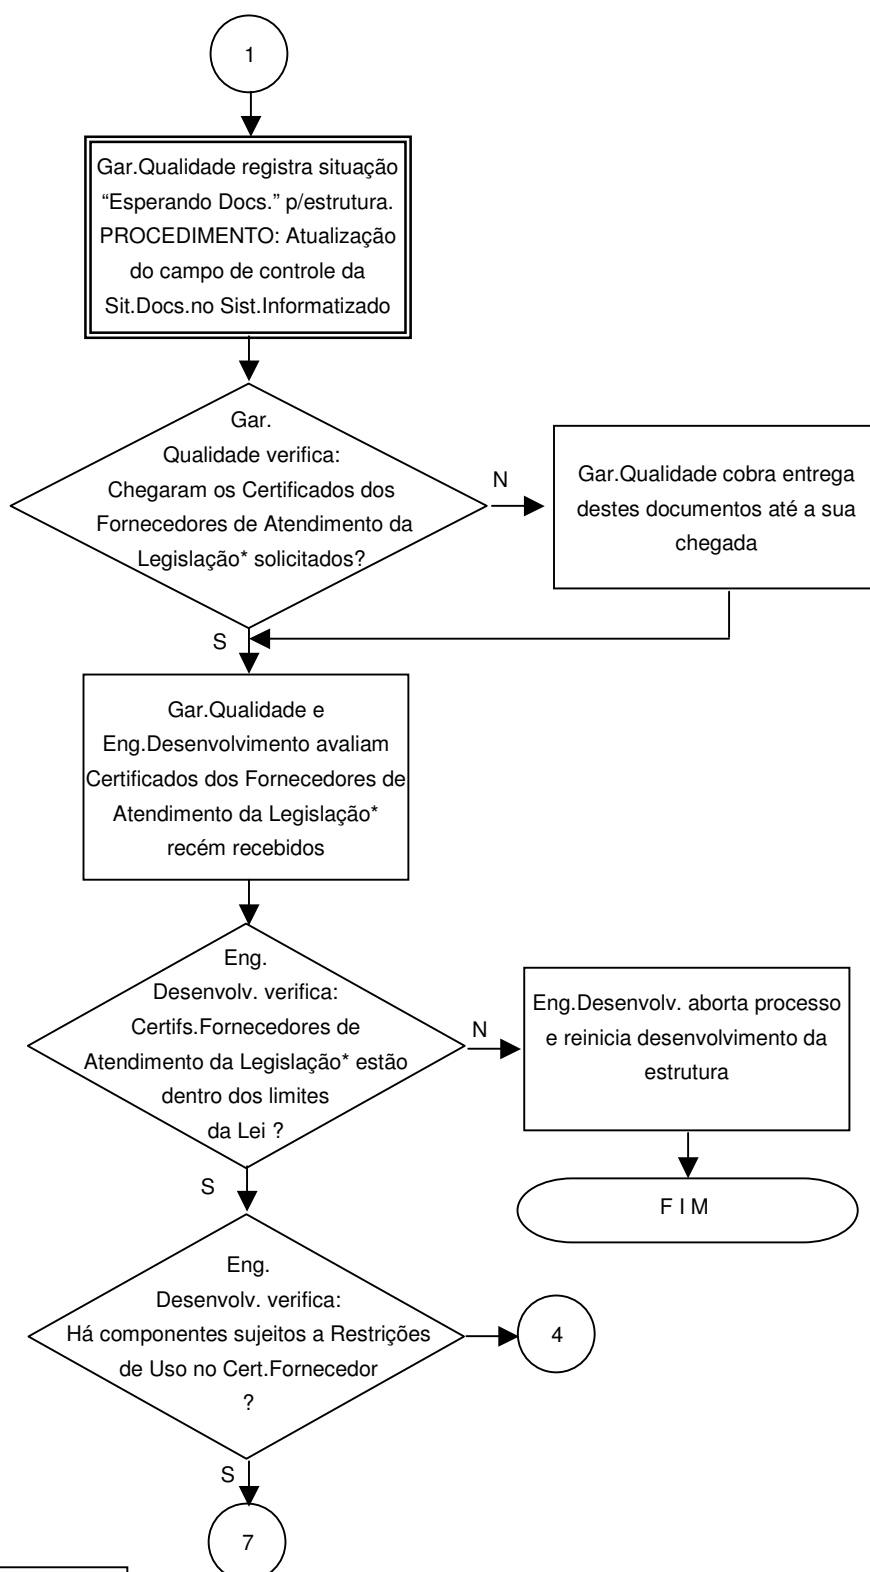 1
Gar.Qualidade registra situação
“Esperando Docs.” p/estrutura.
PROCEDIMENTO: Atualização
do campo de controle da
Sit.Docs.no Sist.Informatizado
Gar.
Qualidade verifica:
Chegaram os Certificados dos
Fornecedores de Atendimento da
Legislação* solicitados?
N
Gar.Qualidade cobra entrega
destes documentos até a sua
chegada
S
Gar.Qualidade e
Eng.Desenvolvimento avaliam
Certificados dos Fornecedores de
Atendimento da Legislação*
recém recebidos
Eng.
Desenvolv. verifica:
Certifs.Fornecedores de
Atendimento da Legislação* estão
dentro dos limites
da Lei ?
N
Eng.Desenvolv. aborta processo
e reinicia desenvolvimento da
estrutura
F I M
S
Eng.
Desenvolv. verifica:
Há componentes sujeitos a Restrições
de Uso no Cert.Fornecedor
?
4
S
7